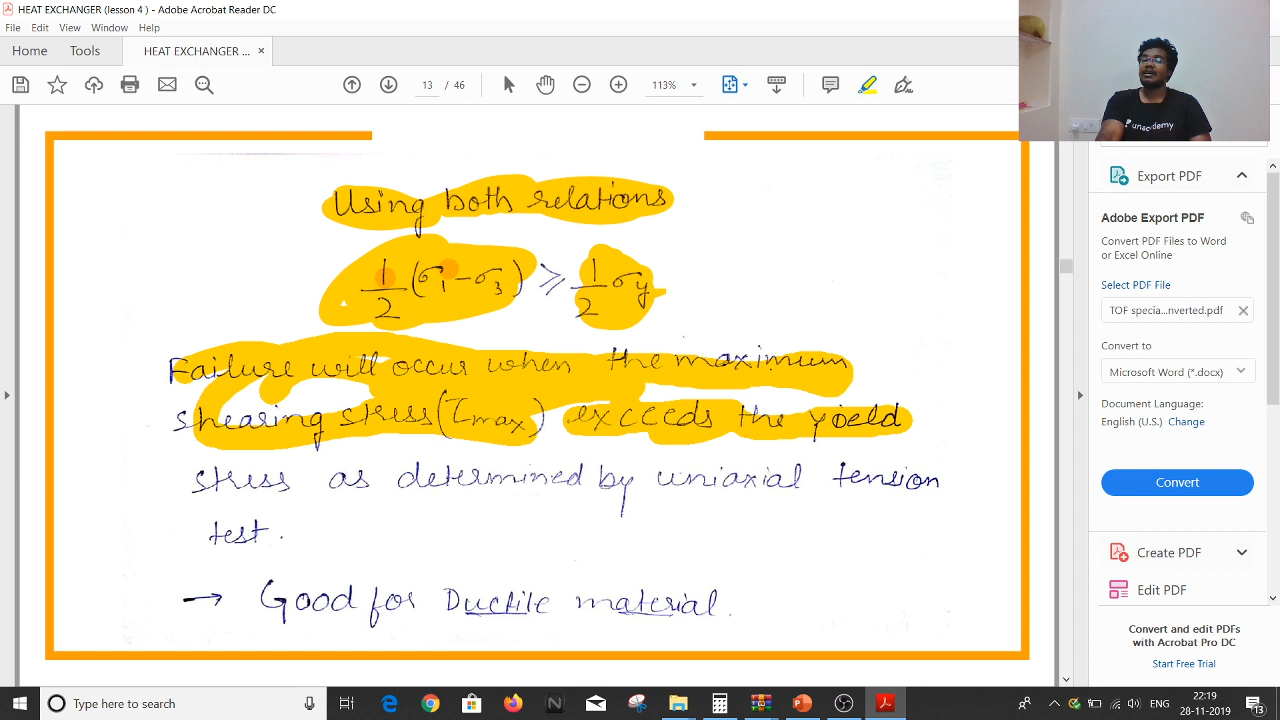 HEAT EXCHANGER (lesson 4 ) - Adobe Acrobat Reader DC
File Edit View Window Help
Home Tools HEAT EXCHANGER ... ×
13 / 46 113%
unacademy
Using both relations
1/2 (σ1 - σ3) ⩾ 1/2 σy
Failure will occur when the maximum
shearing stress (τmax) exceeds the yield
stress as determined by uniaxial tension
test.
→ Good for Ductile material.
Export PDF
Adobe Export PDF
Convert PDF Files to Word
or Excel Online
Select PDF File
TOF specia...nverted.pdf
Convert to
Microsoft Word (*.docx)
Document Language:
English (U.S.) Change
Convert
Create PDF
Edit PDF
Convert and edit PDFs
with Acrobat Pro DC
Start Free Trial
Type here to search
ENG
22:19
28-11-2019
13